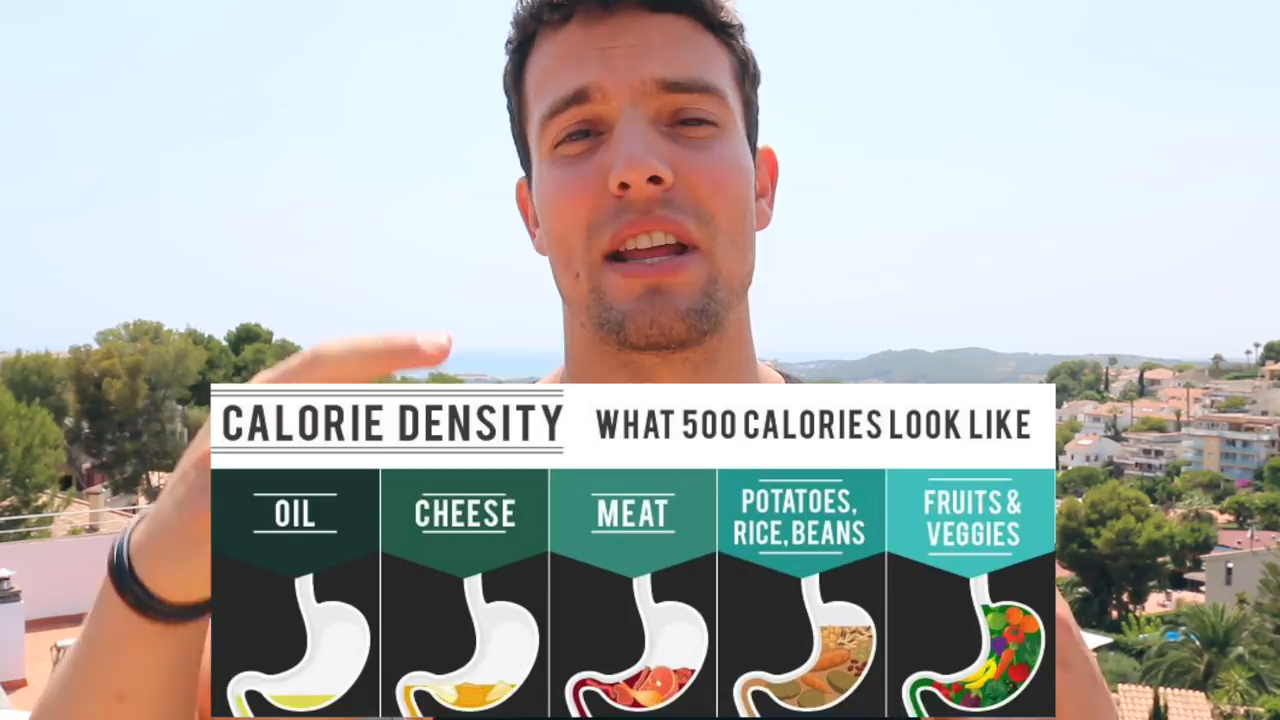 CALORIE DENSITY WHAT 500 CALORIES LOOK LIKE
OIL
CHEESE
MEAT
POTATOES,
RICE, BEANS
FRUITS &
VEGGIES